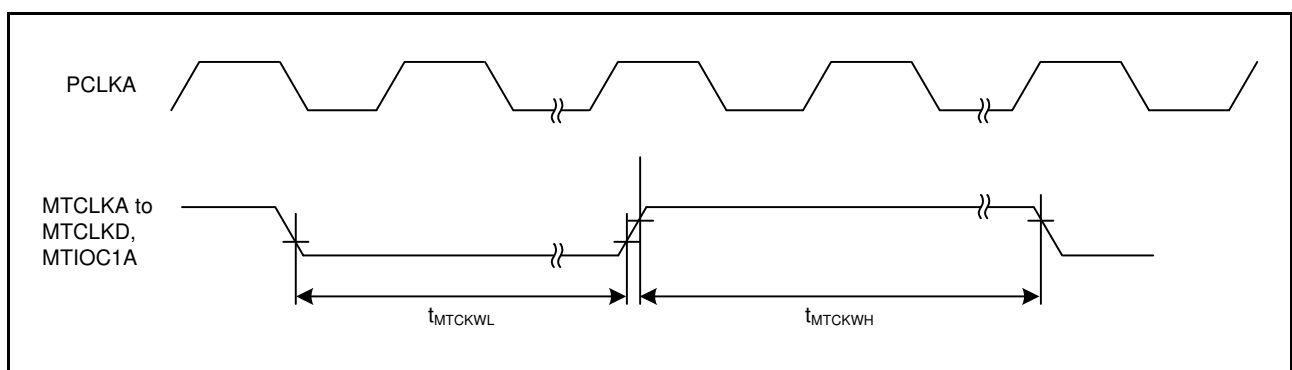 PCLKA
MTCLKA to
MTCLKD,
MTIOC1A
tMTCKWL
tMTCKWH